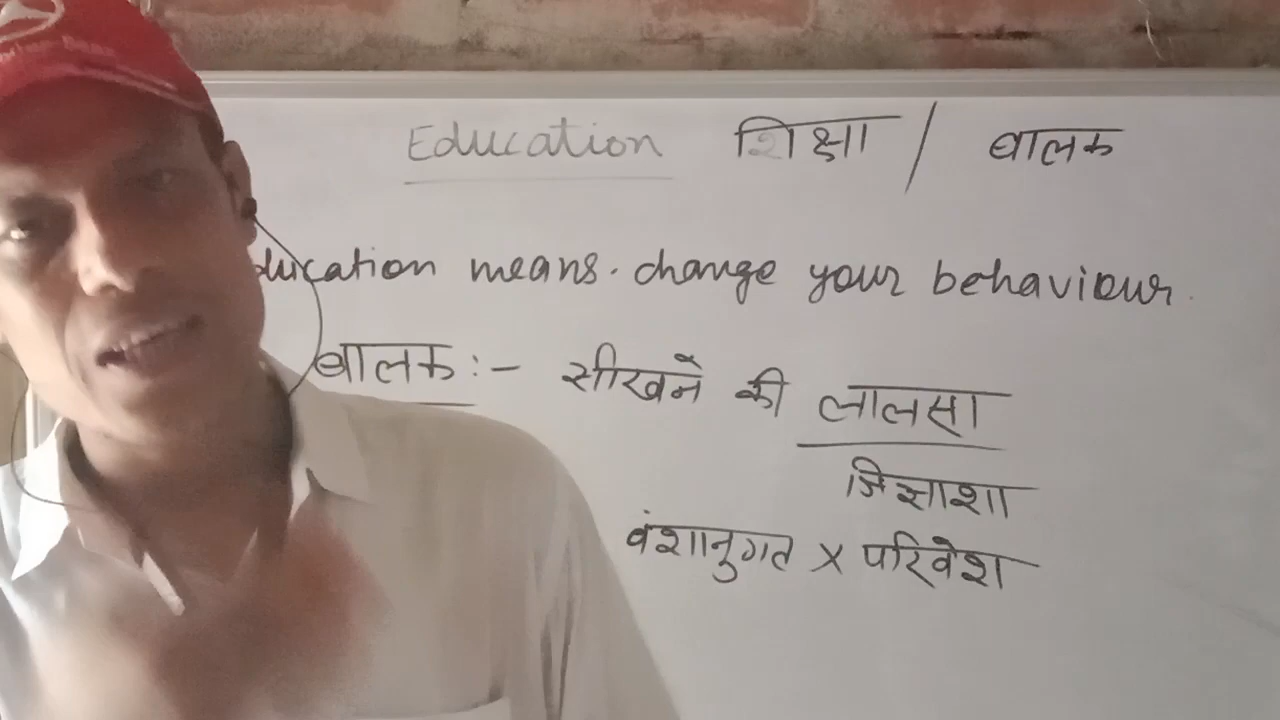 Education शिक्षा / बालक
ducation means. change your behaviour.
बालक :- सीखने की लालसा
जिज्ञाशा
वंशानुगत x परिवेश